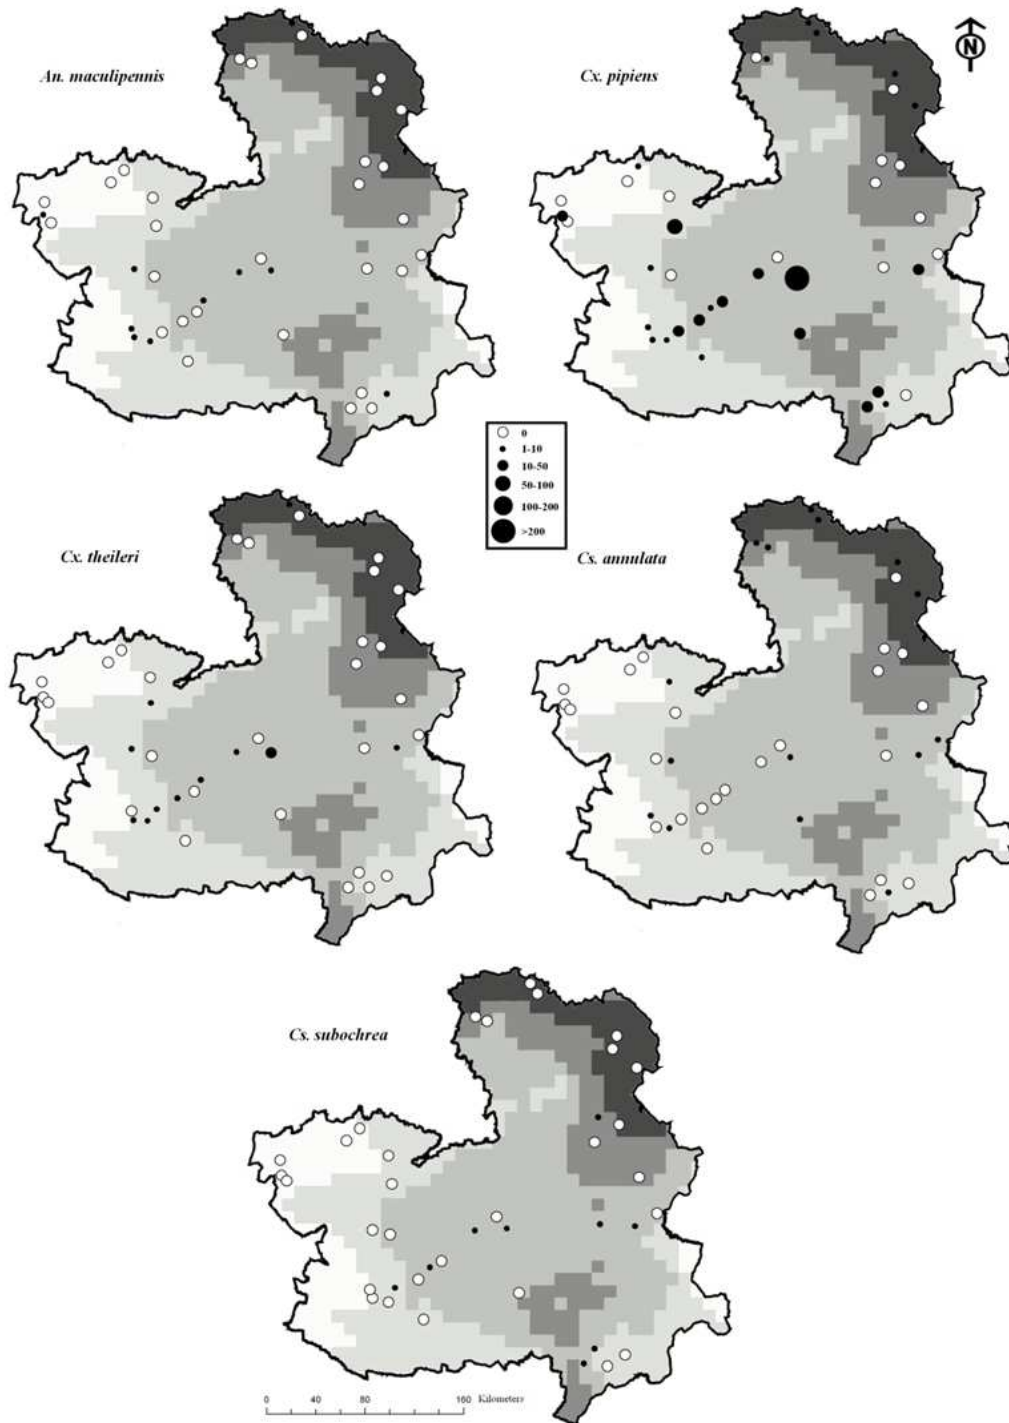 An. maculipennis
Cx. pipiens
N
0
1-10
10-50
50-100
100-200
>200
Cx. theileri
Cs. annulata
Cs. subochrea
0 40 80 160 Kilometers